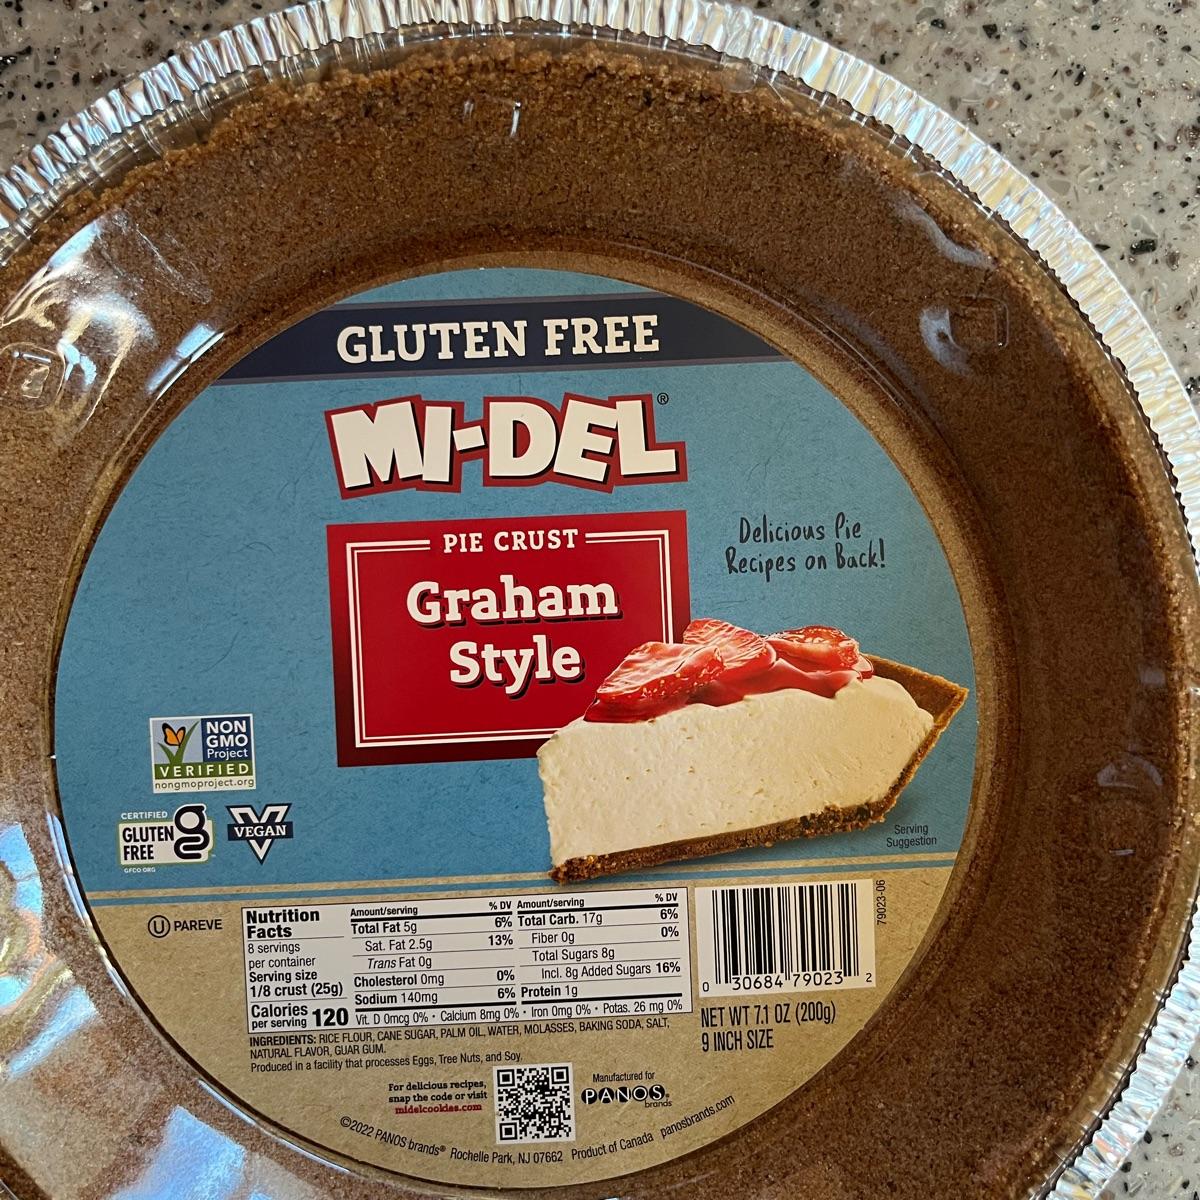 GLUTEN FREE
MI-DEL®
PIE CRUST
Graham
Style
Delicious Pie
Recipes on Back!
NON
GMO
Project
VERIFIED
nongmoproject.org
CERTIFIED
GLUTEN
FREE
g
GFCO.ORG
V
VEGAN
Serving
Suggestion
U PAREVE
Nutrition
Facts
8 servings
per container
Serving size
1/8 crust (25g)
Calories
per serving 120
Amount/serving % DV
Total Fat 5g 6%
Sat. Fat 2.5g 13%
Trans Fat 0g
Cholesterol 0mg 0%
Sodium 140mg 6%
Amount/serving % DV
Total Carb. 17g 6%
Fiber 0g 0%
Total Sugars 8g
Incl. 8g Added Sugars 16%
Protein 1g
Vit. D 0mcg 0% • Calcium 8mg 0% • Iron 0mg 0% • Potas. 26 mg 0%
INGREDIENTS: RICE FLOUR, CANE SUGAR, PALM OIL, WATER, MOLASSES, BAKING SODA, SALT,
NATURAL FLAVOR, GUAR GUM.
Produced in a facility that processes Eggs, Tree Nuts, and Soy.
0 30684 79023 2
79023-06
NET WT 7.1 OZ (200g)
9 INCH SIZE
For delicious recipes,
snap the code or visit
midelcookies.com
Manufactured for
PANOS®
brands
©2022 PANOS brands® Rochelle Park, NJ 07662 Product of Canada panosbrands.com